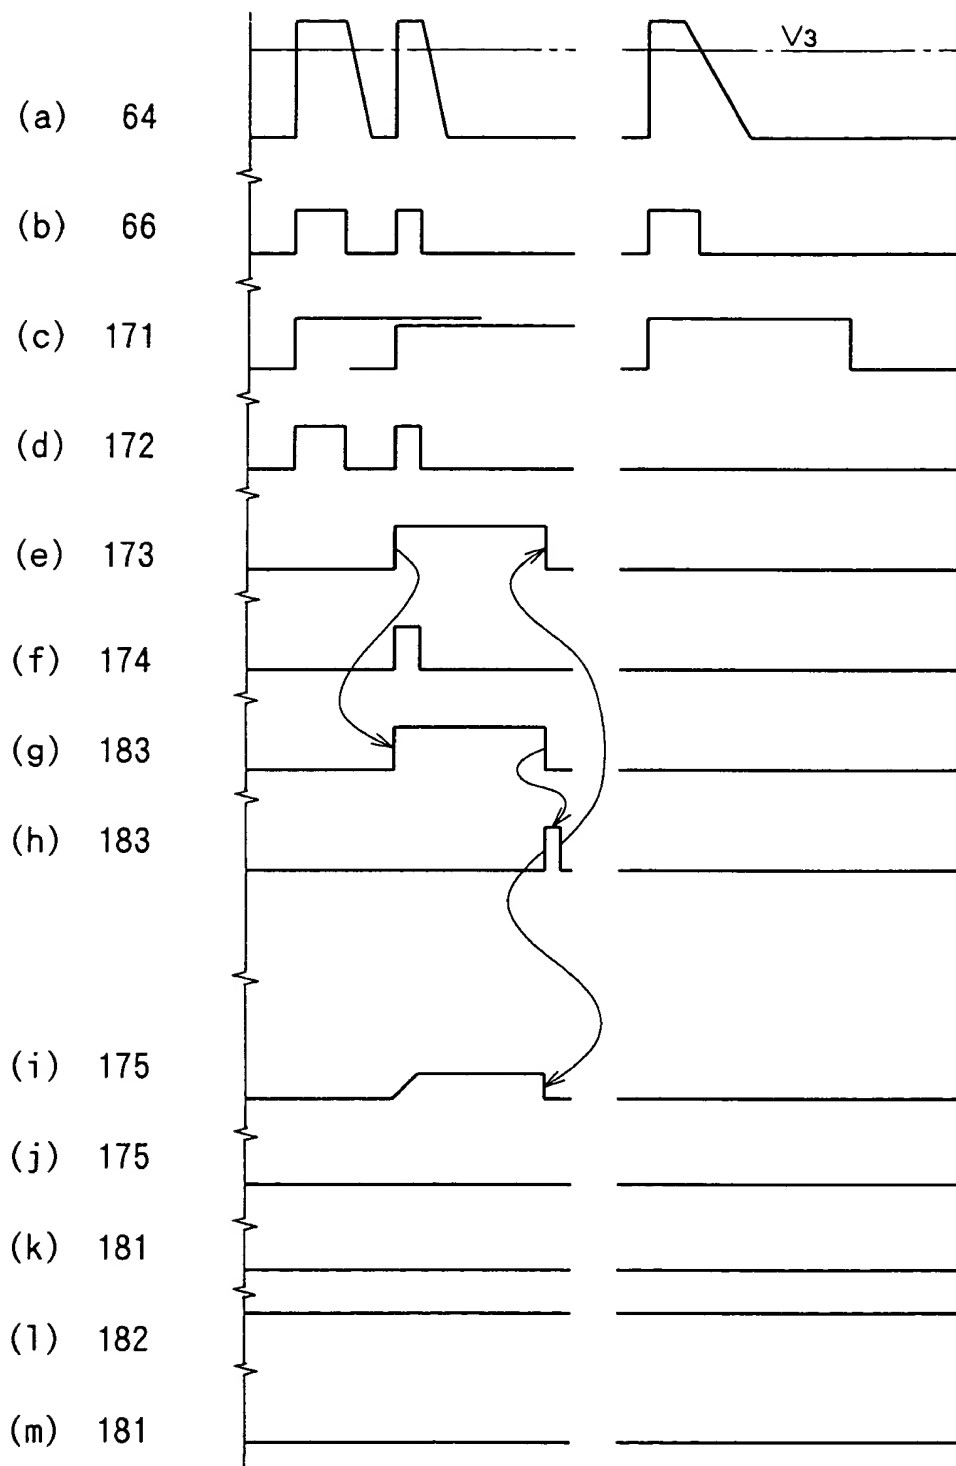 V3
(a) 64
(b) 66
(c) 171
(d) 172
(e) 173
(f) 174
(g) 183
(h) 183
(i) 175
(j) 175
(k) 181
(l) 182
(m) 181